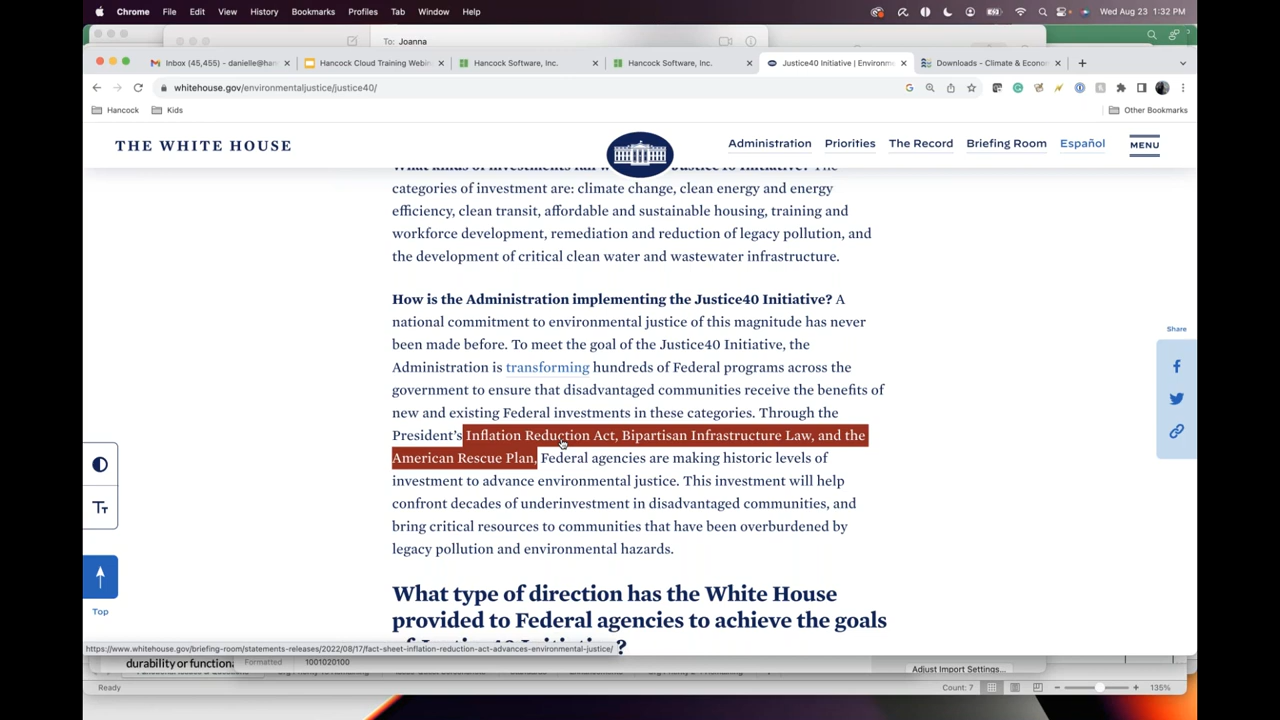 Chrome File Edit View History Bookmarks Profiles Tab Window Help Wed Aug 23 1:32 PM
To: Joanna
Inbox (45,455) - danielle@han Hancock Cloud Training Webin Hancock Software, Inc. Hancock Software, Inc. Justice40 Initiative | Environm Downloads - Climate & Econo
whitehouse.gov/environmentaljustice/justice40/
Hancock Kids Other Bookmarks
THE WHITE HOUSE Administration Priorities The Record Briefing Room Español MENU
categories of investment are: climate change, clean energy and energy
efficiency, clean transit, affordable and sustainable housing, training and
workforce development, remediation and reduction of legacy pollution, and
the development of critical clean water and wastewater infrastructure.
How is the Administration implementing the Justice40 Initiative? A
national commitment to environmental justice of this magnitude has never
been made before. To meet the goal of the Justice40 Initiative, the
Administration is transforming hundreds of Federal programs across the
government to ensure that disadvantaged communities receive the benefits of
new and existing Federal investments in these categories. Through the
President's Inflation Reduction Act, Bipartisan Infrastructure Law, and the
American Rescue Plan, Federal agencies are making historic levels of
investment to advance environmental justice. This investment will help
confront decades of underinvestment in disadvantaged communities, and
bring critical resources to communities that have been overburdened by
legacy pollution and environmental hazards.
Share
Tт
Top
What type of direction has the White House
provided to Federal agencies to achieve the goals
https://www.whitehouse.gov/briefing-room/statements-releases/2022/08/17/fact-sheet-inflation-reduction-act-advances-environmental-justice/ ?
durability or functiona Formatted 1001020100 Adjust Import Settings...
Ready Count: 7 135%